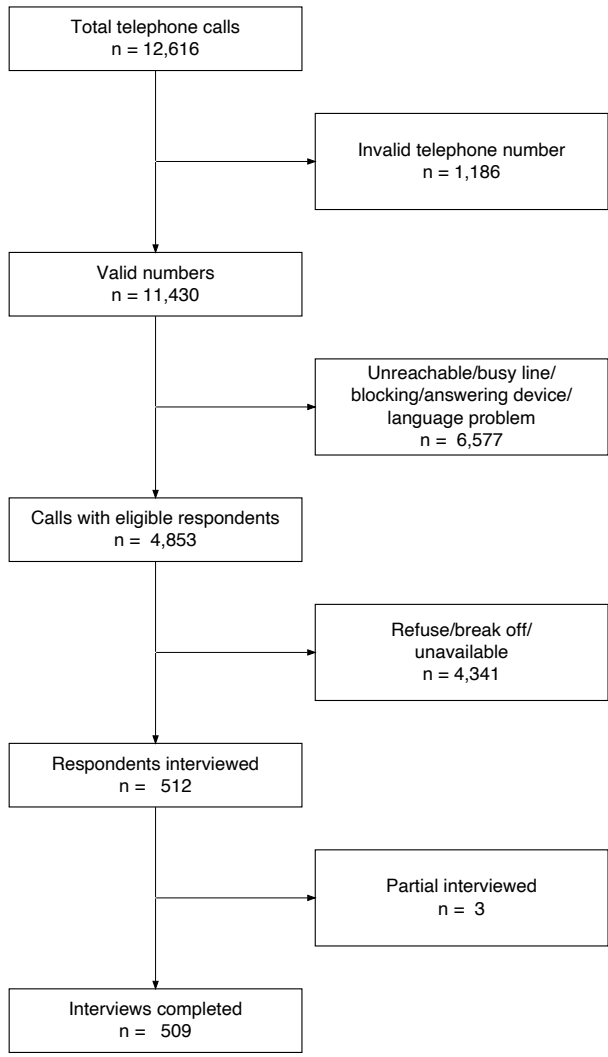 Total telephone calls
n = 12,616
Invalid telephone number
n = 1,186
Valid numbers
n = 11,430
Unreachable/busy line/
blocking/answering device/
language problem
n = 6,577
Calls with eligible respondents
n = 4,853
Refuse/break off/
unavailable
n = 4,341
Respondents interviewed
n = 512
Partial interviewed
n = 3
Interviews completed
n = 509